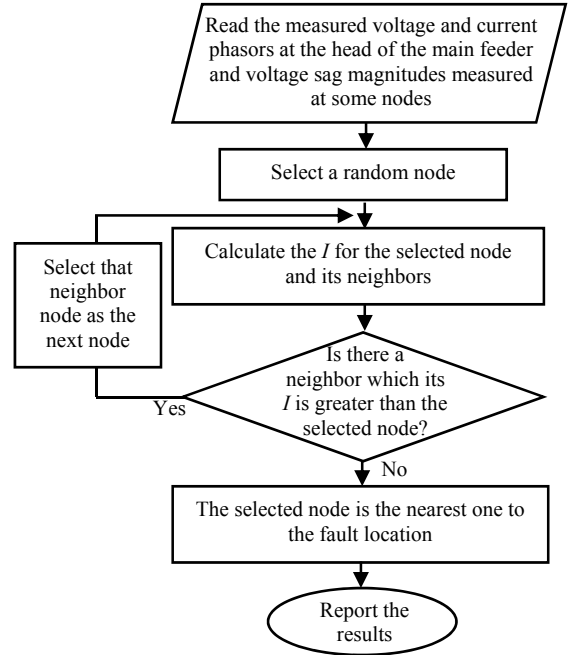 Read the measured voltage and current
phasors at the head of the main feeder
and voltage sag magnitudes measured
at some nodes
Select a random node
Calculate the I for the selected node
and its neighbors
Select that
neighbor
node as the
next node
Is there a
neighbor which its
I is greater than the
selected node?
Yes
No
The selected node is the nearest one to
the fault location
Report the
results